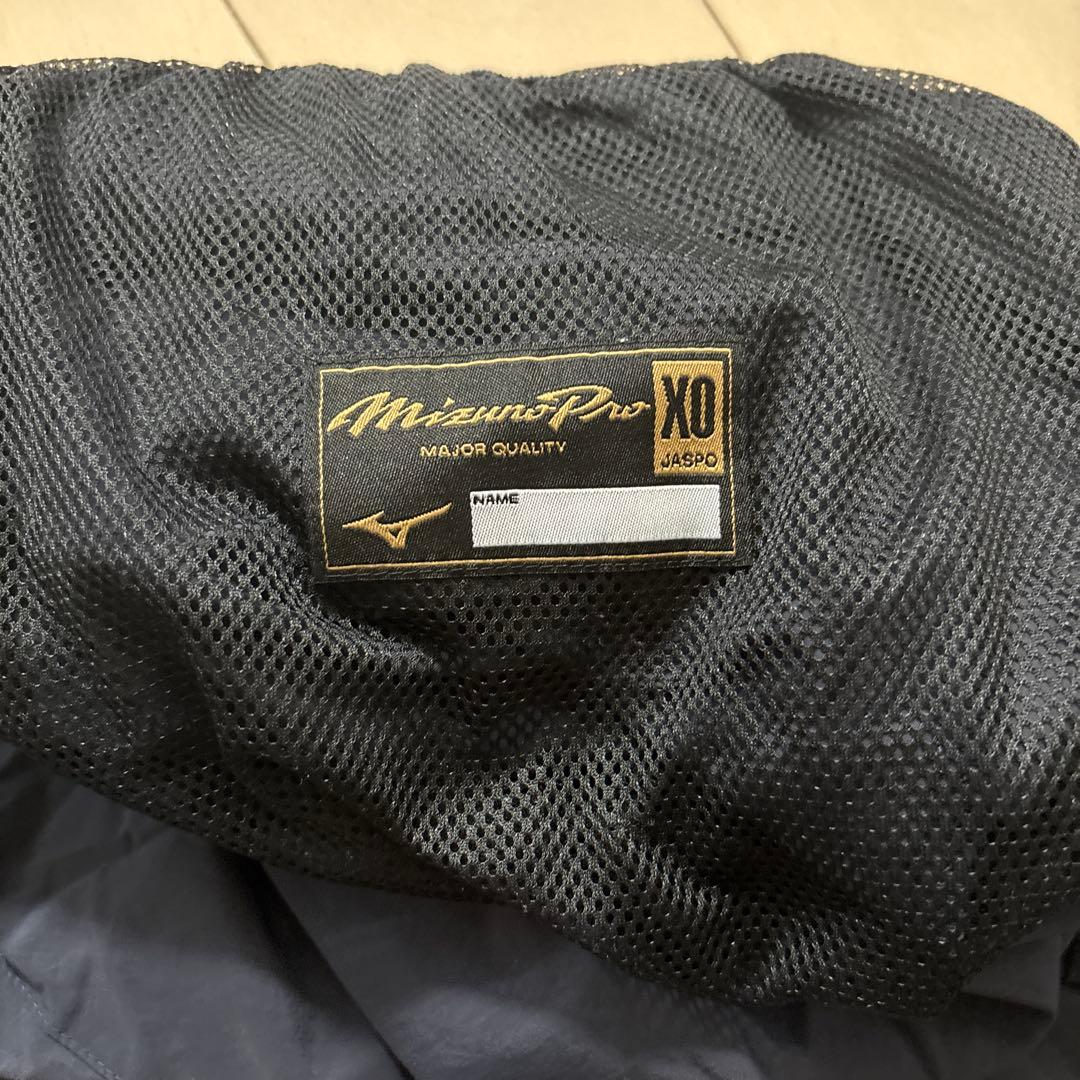 Mizuno Pro
XO
MAJOR QUALITY
JASPO
NAME